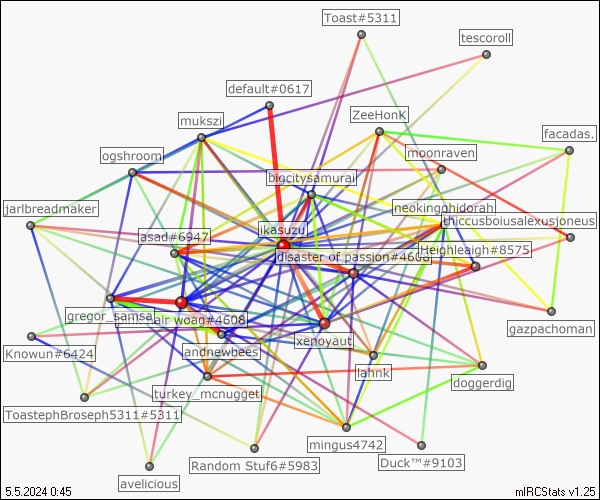 Toast#5311
tescoroll
default#0617
ZeeHonK
mukszi
facadas.
moonraven
ogshroom
bigcitysamurai
jarlbreadmaker
neokingghidorah
thiccusboiusalexusjoneus
ikasuzu
asad#6947
Heighleaigh#8575
disaster of passion#4608
gregor_samsa
woag#4608
gazpachoman
xenoyaut
andnewbees
Knowun#6424
lahnk
doggerdig
turkey_mcnugget
ToastephBroseph5311#5311
mingus4742
Random Stuf6#5983
Duck™#9103
avelicious
5.5.2024 0:45
mIRCStats v1.25